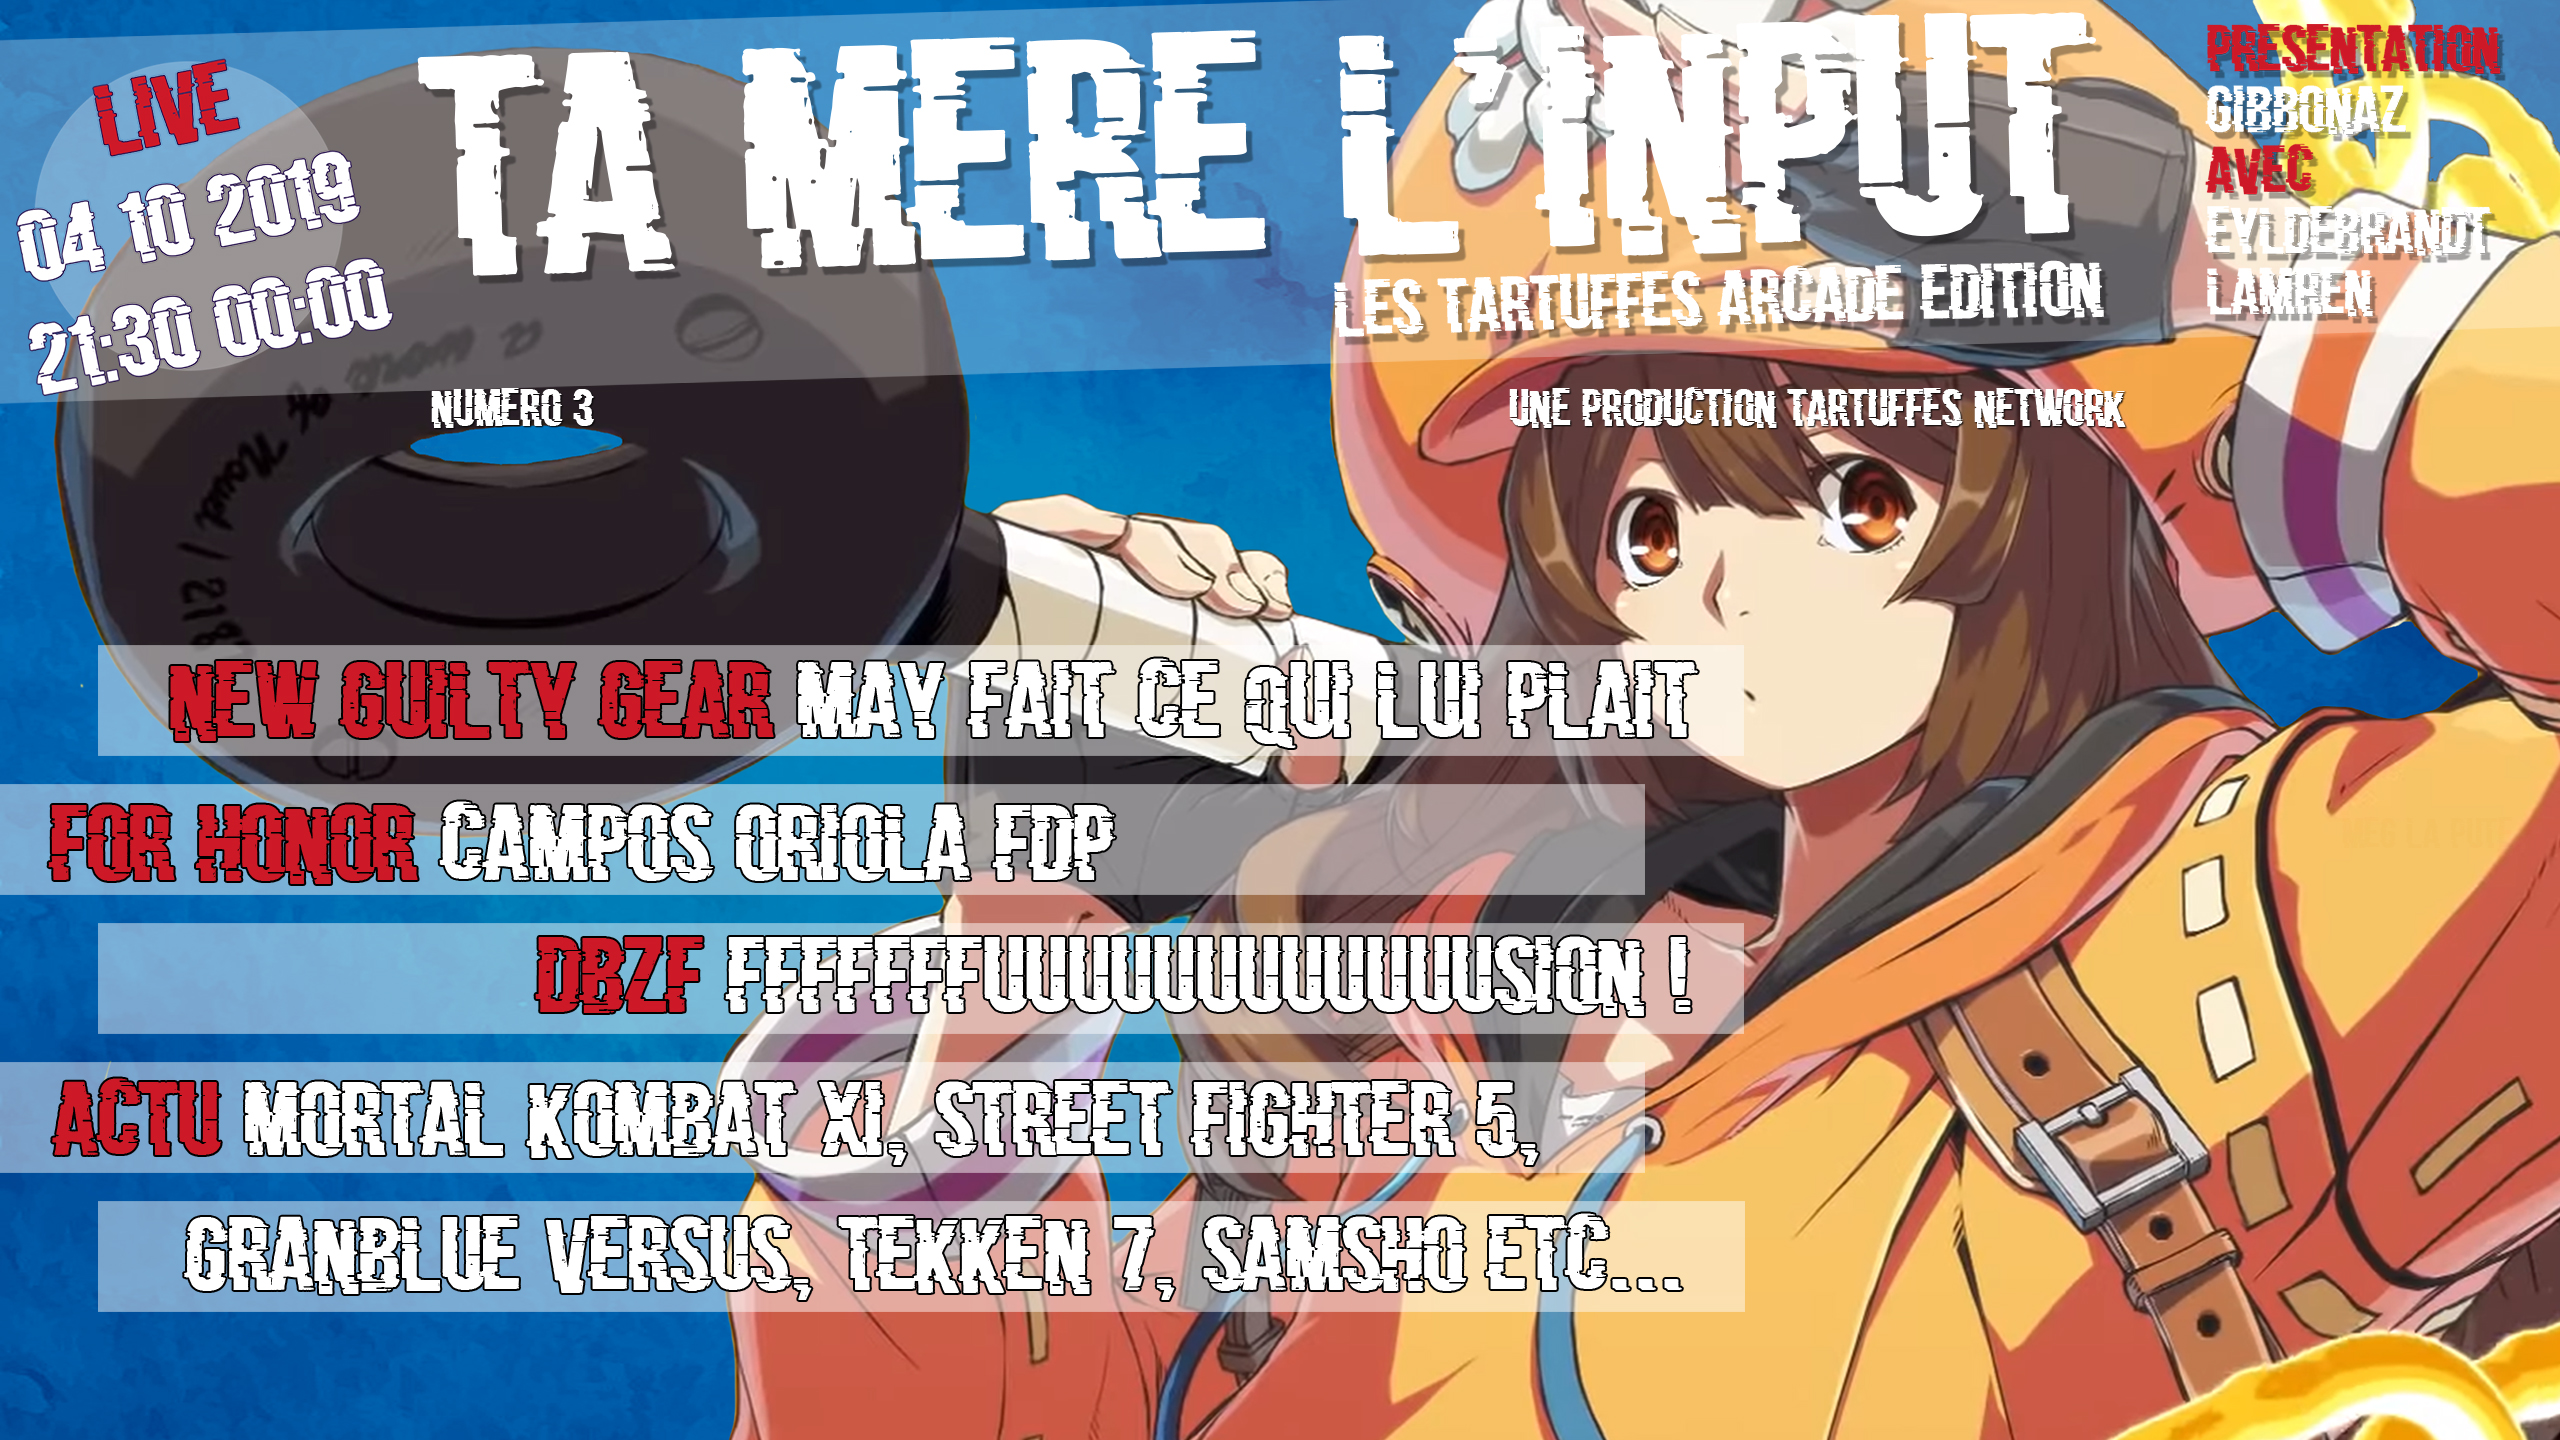 LIVE
04 10 2019
21:30 00:00
TA MERE L'INPUT
LES TARTUFFES ARCADE EDITION
PRESENTATION
GIBBONAZ
AVEC
EYLDEBRANDT
LAMREN
NUMERO 3
UNE PRODUCTION TARTUFFES NETWORK
NEW GUILTY GEAR MAY FAIT CE QUI LUI PLAIT
FOR HONOR CAMPOS ORIOLA FDP
DBZF FFFFFFFUUUUUUUUUUUUUSION !
ACTU MORTAL KOMBAT XI, STREET FIGHTER 5,
GRANBLUE VERSUS, TEKKEN 7, SAMSHO ETC...